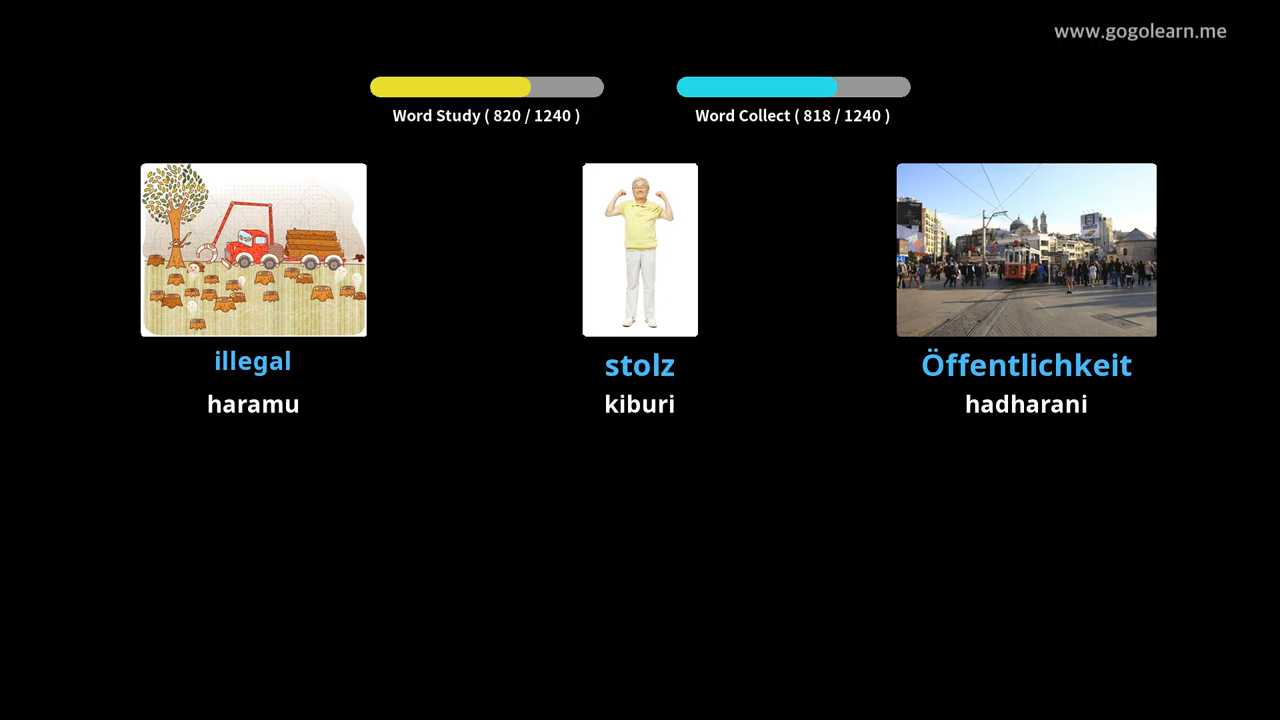 www.gogolearn.me
Word Study ( 820 / 1240 )
Word Collect ( 818 / 1240 )
illegal
haramu
stolz
kiburi
Öffentlichkeit
hadharani